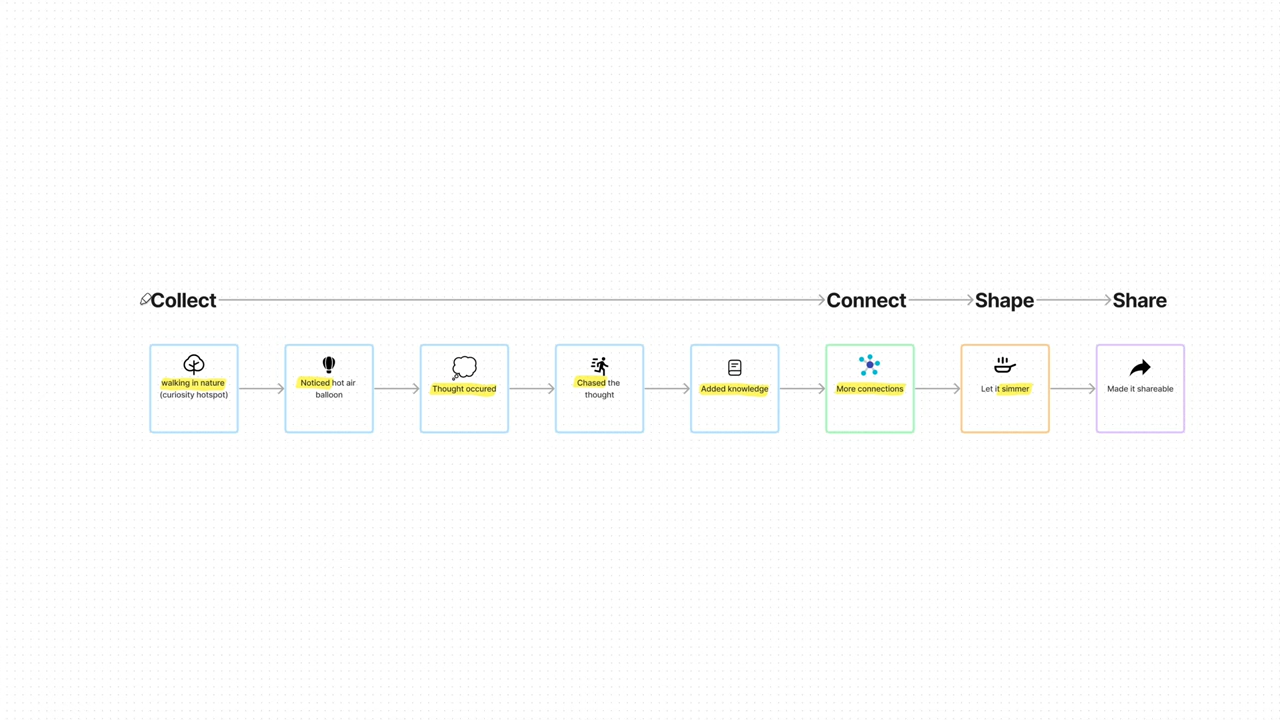 Collect
Connect
Shape
Share
walking in nature
(curiosity hotspot)
Noticed hot air
balloon
Thought occured
Chased the
thought
Added knowledge
More connections
Let it simmer
Made it shareable